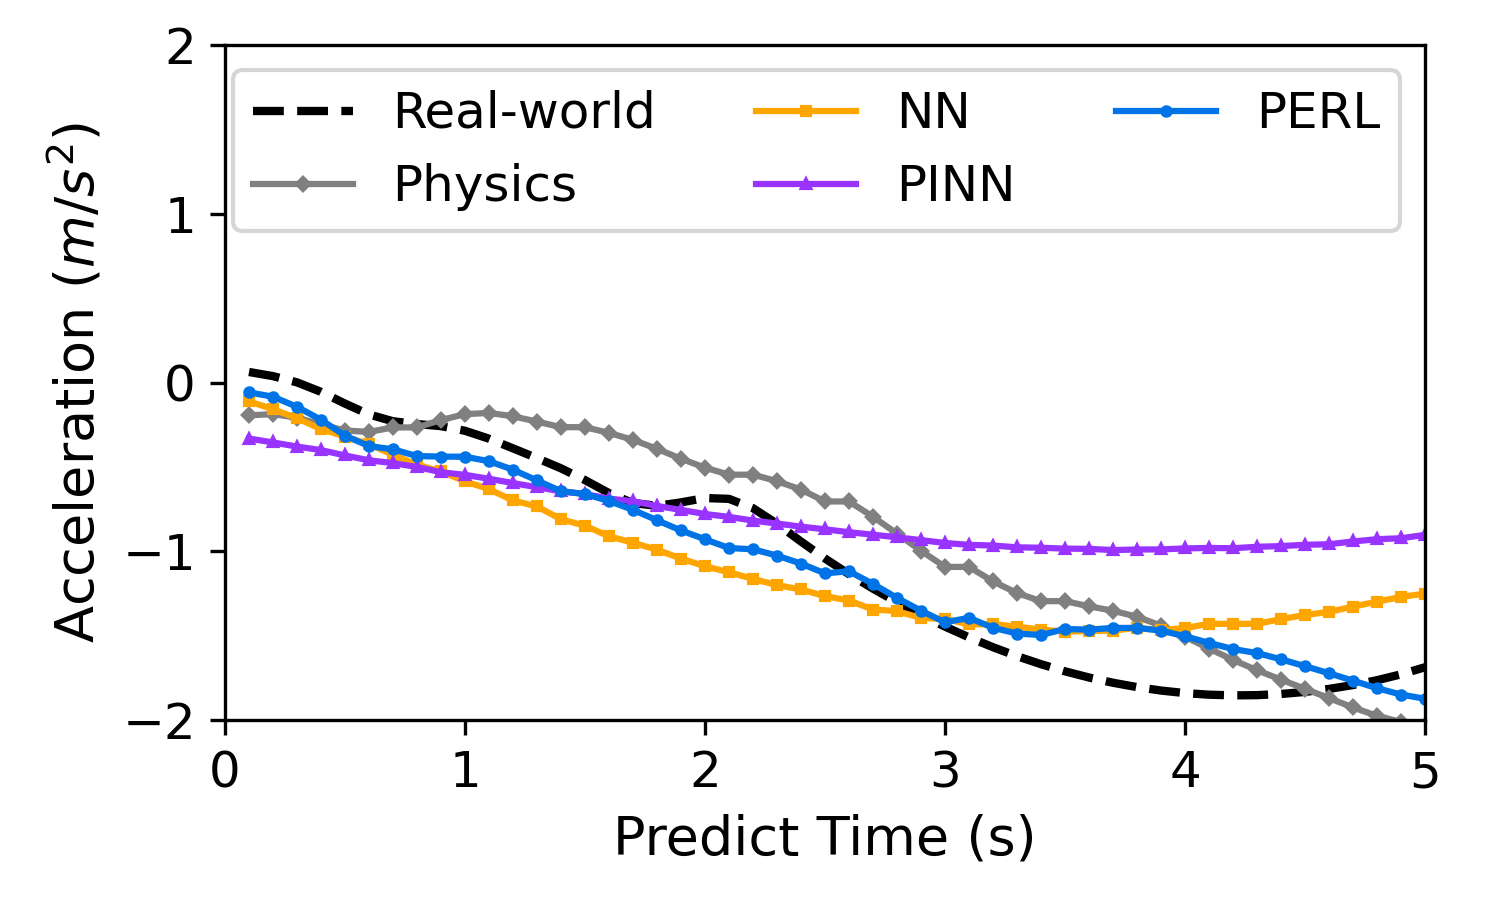 Acceleration (m/s²)
2
1
0
−1
−2
Real-world
Physics
NN
PINN
PERL
0 1 2 3 4 5
Predict Time (s)